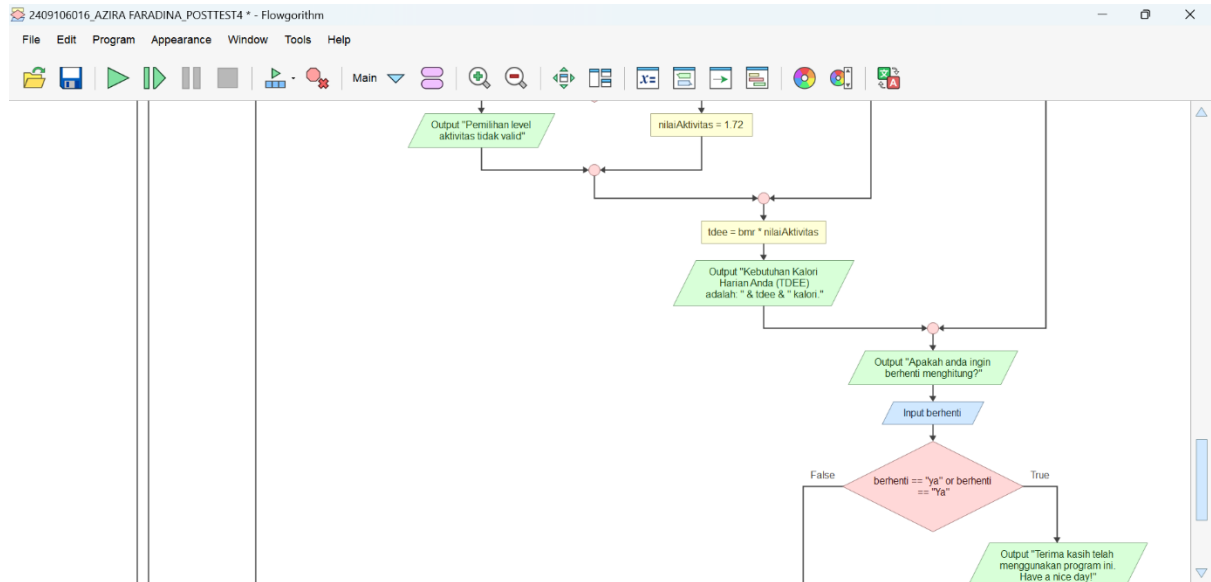 2409106016_AZIRA FARADINA_POSTTEST4 * - Flowgorithm
File Edit Program Appearance Window Tools Help
Main
x=
A
Output "Pemilihan level
aktivitas tidak valid"
nilaiAktivitas = 1.72
tdee = bmr * nilaiAktivitas
Output "Kebutuhan Kalori
Harian Anda (TDEE)
adalah: " & tdee & " kalori."
Output "Apakah anda ingin
berhenti menghitung?"
Input berhenti
False
berhenti == "ya" or berhenti
== "Ya"
True
Output "Terima kasih telah
menggunakan program ini.
Have a nice day!"